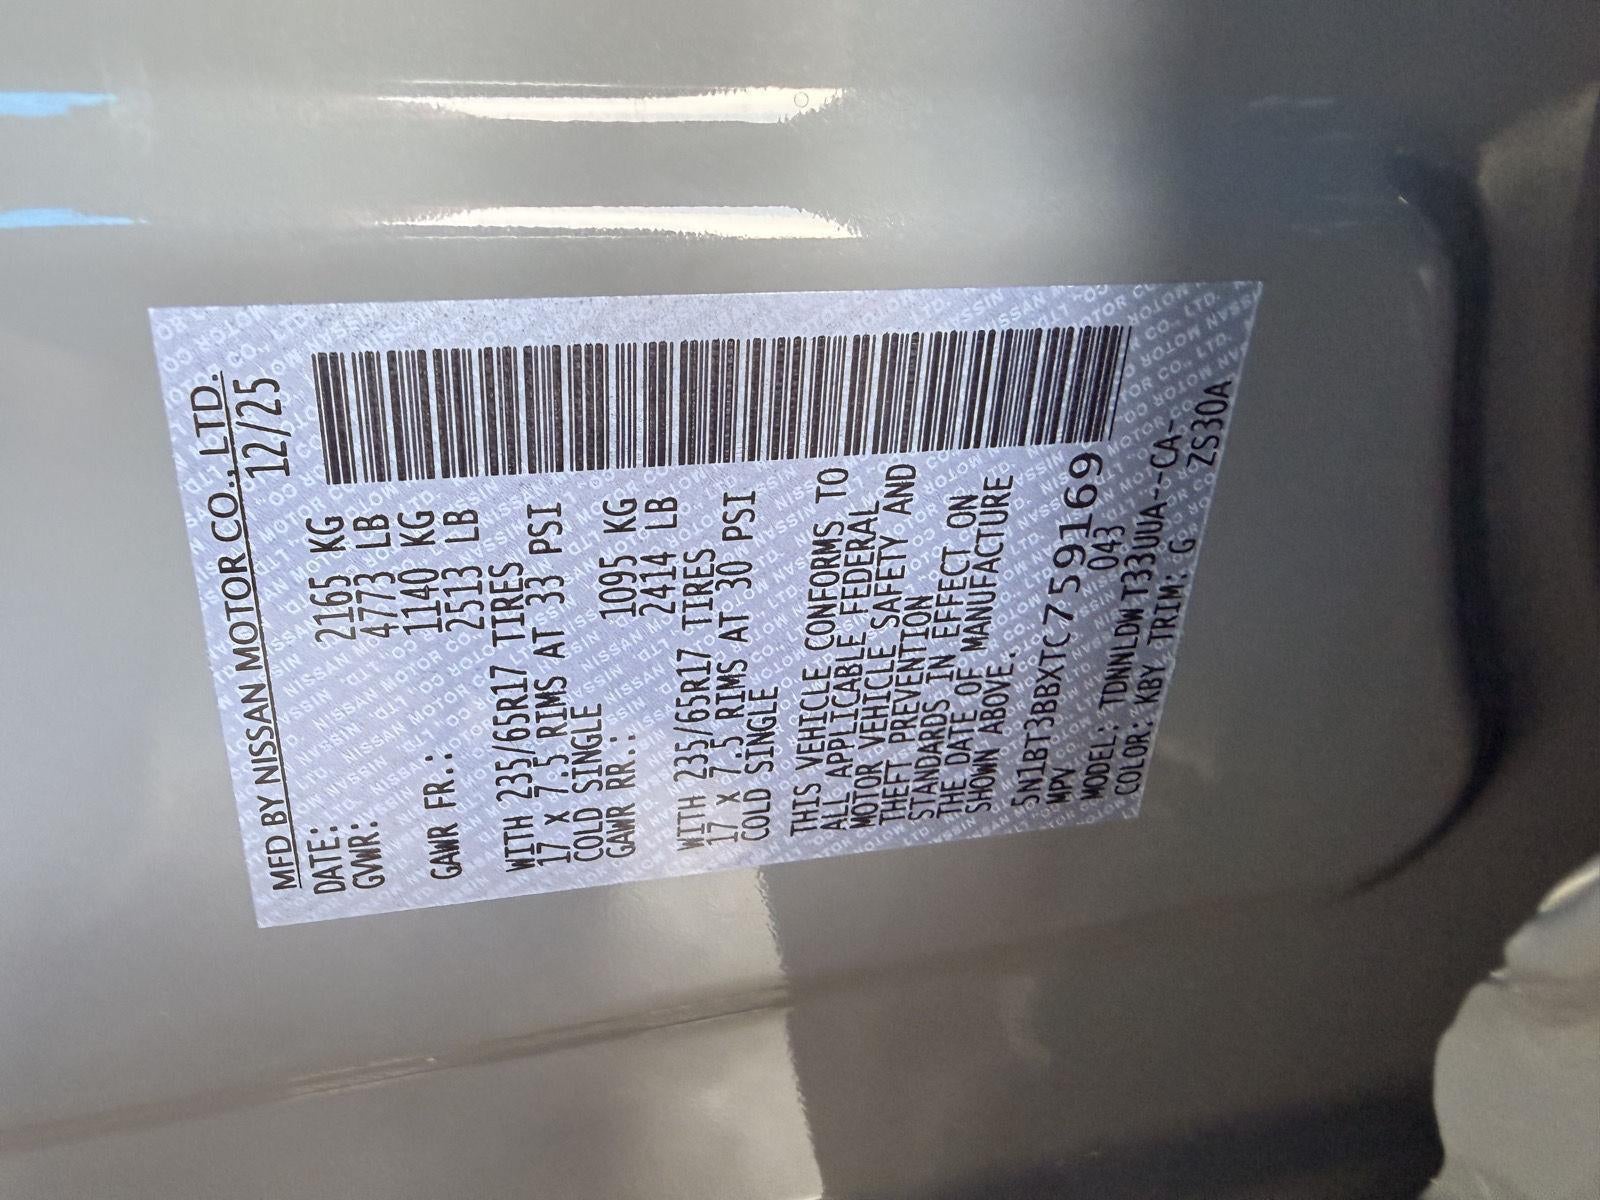 MFD BY NISSAN MOTOR CO., LTD.
DATE: 12/25
GVWR: 2165 KG
4773 LB
GAWR FR.: 1140 KG
2513 LB
WITH 235/65R17 TIRES
17 X 7.5 RIMS AT 33 PSI
COLD SINGLE
GAWR RR.: 1095 KG
2414 LB
WITH 235/65R17 TIRES
17 X 7.5 RIMS AT 30 PSI
COLD SINGLE
THIS VEHICLE CONFORMS TO
ALL APPLICABLE FEDERAL
MOTOR VEHICLE SAFETY AND
THEFT PREVENTION
STANDARDS IN EFFECT ON
THE DATE OF MANUFACTURE
SHOWN ABOVE.
5N1BT3BBXTC759169
MPV 043
MODEL: TDNNLDW T33UUA--CA-
COLOR: KBY TRIM: G ZS30A